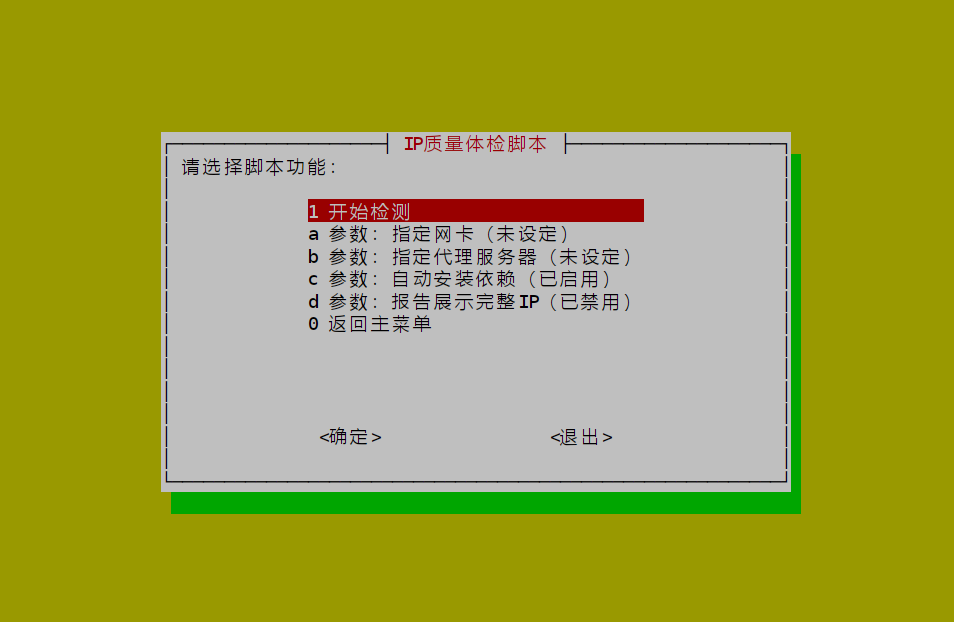 IP质量体检脚本
请选择脚本功能：
1 开始检测
a 参数：指定网卡（未设定）
b 参数：指定代理服务器（未设定）
c 参数：自动安装依赖（已启用）
d 参数：报告展示完整IP（已禁用）
0 返回主菜单
<确定> <退出>